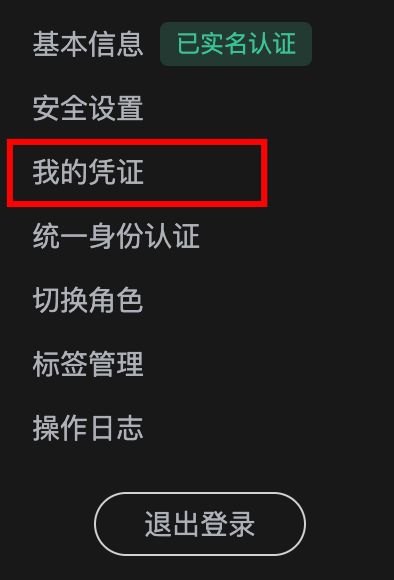 基本信息 已实名认证
安全设置
我的凭证
统一身份认证
切换角色
标签管理
操作日志
退出登录